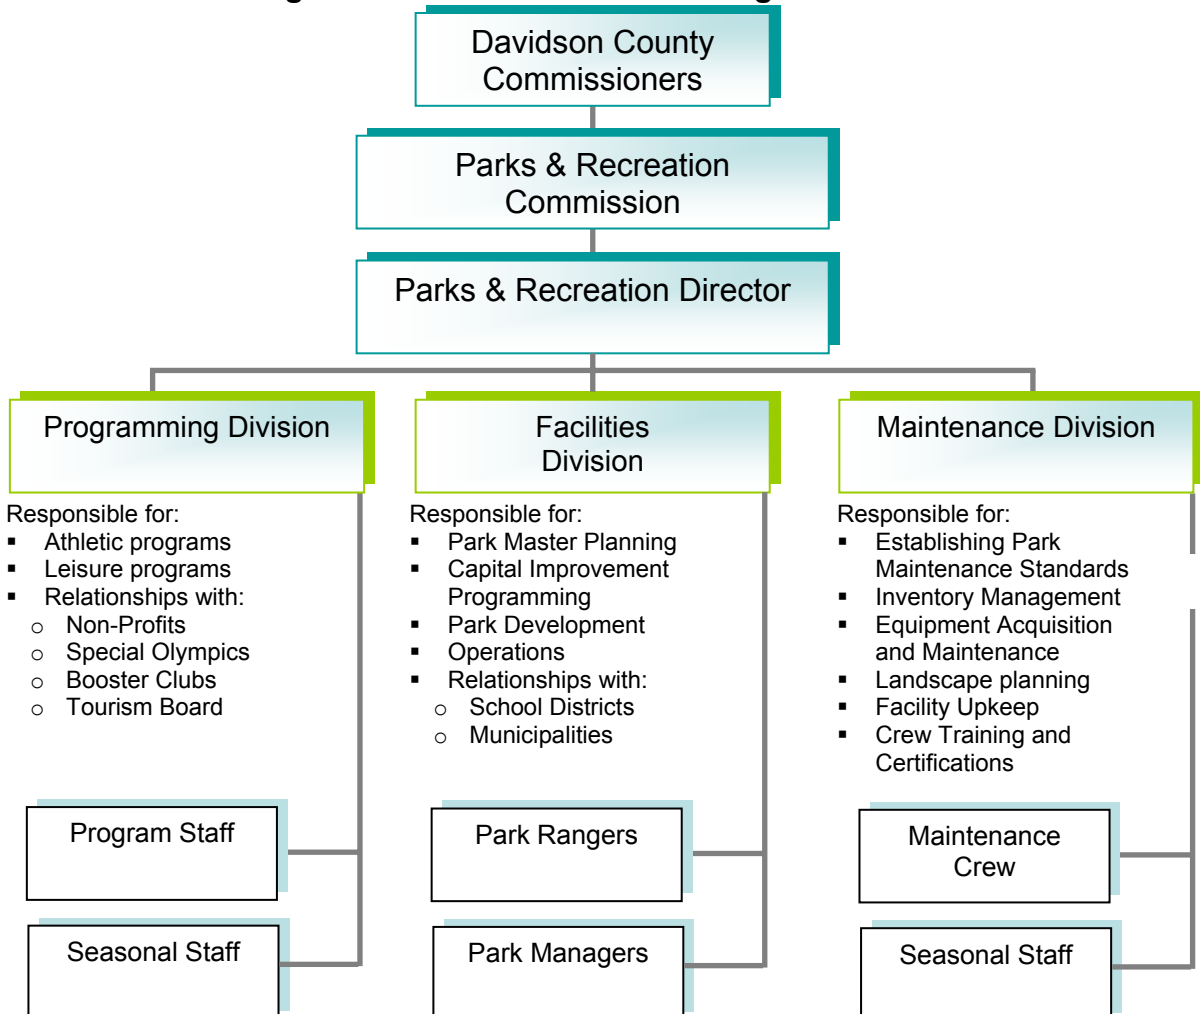 Davidson County
Commissioners
Parks & Recreation
Commission
Parks & Recreation Director
Programming Division
Responsible for:
▪ Athletic programs
▪ Leisure programs
▪ Relationships with:
o Non-Profits
o Special Olympics
o Booster Clubs
o Tourism Board
Program Staff
Seasonal Staff
Facilities
Division
Responsible for:
▪ Park Master Planning
▪ Capital Improvement
Programming
▪ Park Development
▪ Operations
▪ Relationships with:
o School Districts
o Municipalities
Park Rangers
Park Managers
Maintenance Division
Responsible for:
▪ Establishing Park
Maintenance Standards
▪ Inventory Management
▪ Equipment Acquisition
and Maintenance
▪ Landscape planning
▪ Facility Upkeep
▪ Crew Training and
Certifications
Maintenance
Crew
Seasonal Staff